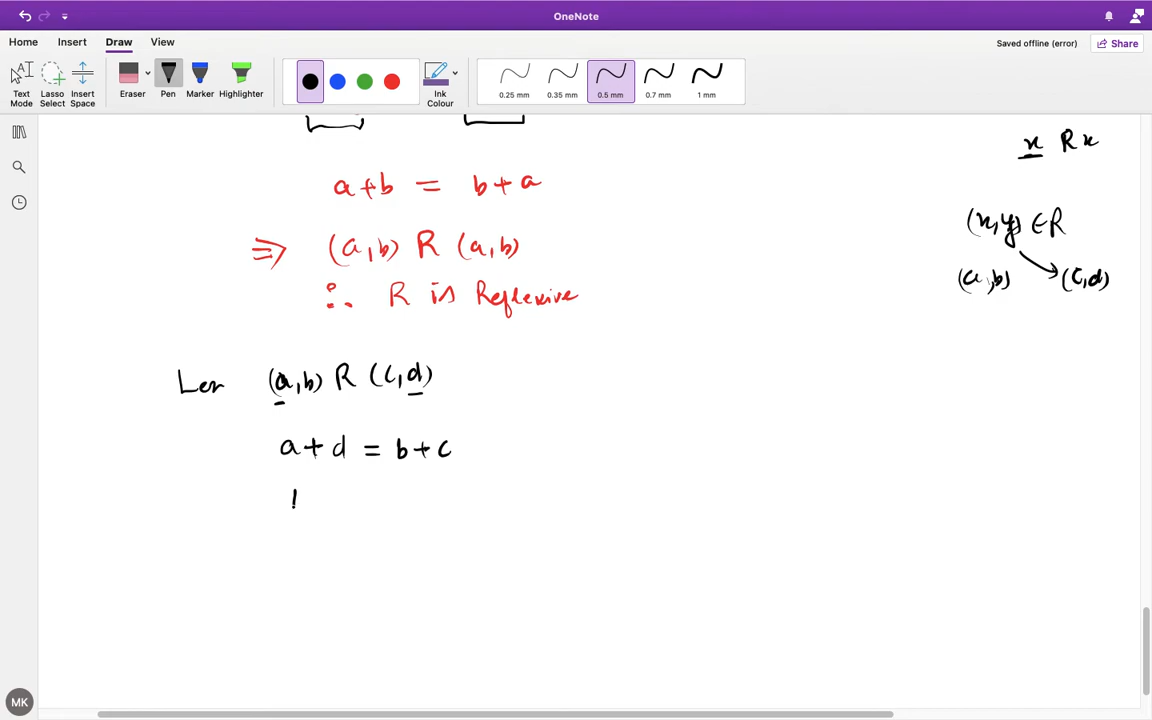 OneNote
Home Insert Draw View
Saved offline (error) Share
Text Mode Lasso Select Insert Space Eraser Pen Marker Highlighter Ink Colour 0.25 mm 0.35 mm 0.5 mm 0.7 mm 1 mm
x R x
a+b = b+a
(x,y) ∈ R
⇒ (a,b) R (a,b)
(a,b) (c,d)
∴ R is Reflexive
Let (a,b) R (c,d)
a+d = b+c
MK